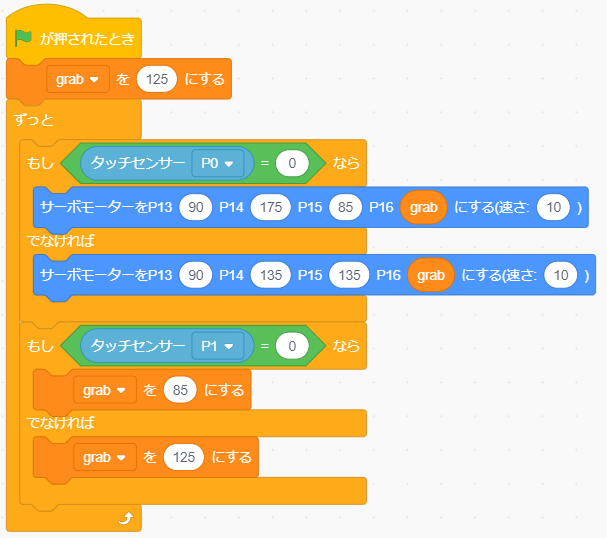 が押されたとき
grab を 125 にする
ずっと
もし タッチセンサー P0 = 0 なら
サーボモーターをP13 90 P14 175 P15 85 P16 grab にする(速さ: 10 )
でなければ
サーボモーターをP13 90 P14 135 P15 135 P16 grab にする(速さ: 10 )
もし タッチセンサー P1 = 0 なら
grab を 85 にする
でなければ
grab を 125 にする